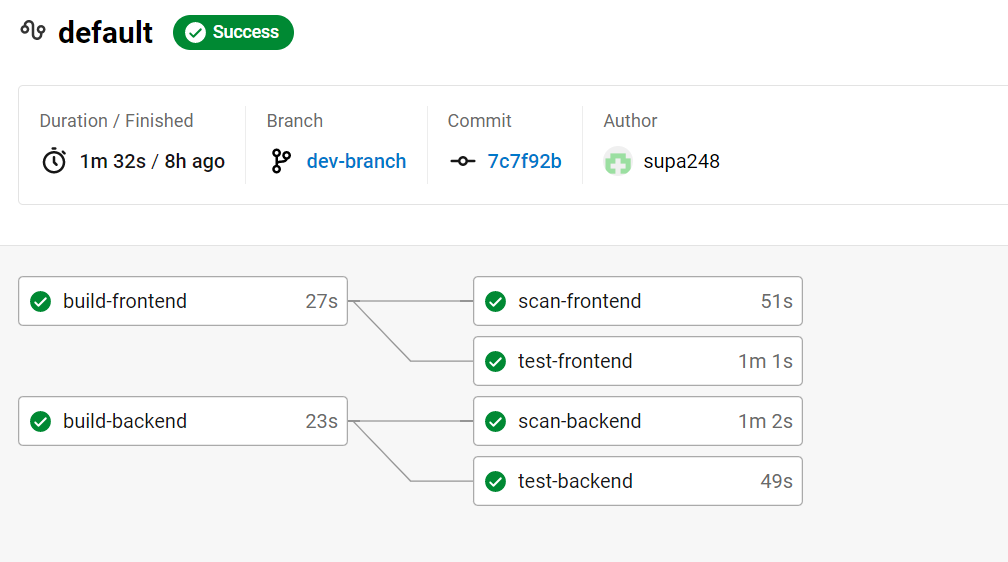 default Success
Duration / Finished Branch Commit Author
1m 32s / 8h ago dev-branch 7c7f92b supa248
build-frontend 27s scan-frontend 51s
test-frontend 1m 1s
build-backend 23s scan-backend 1m 2s
test-backend 49s